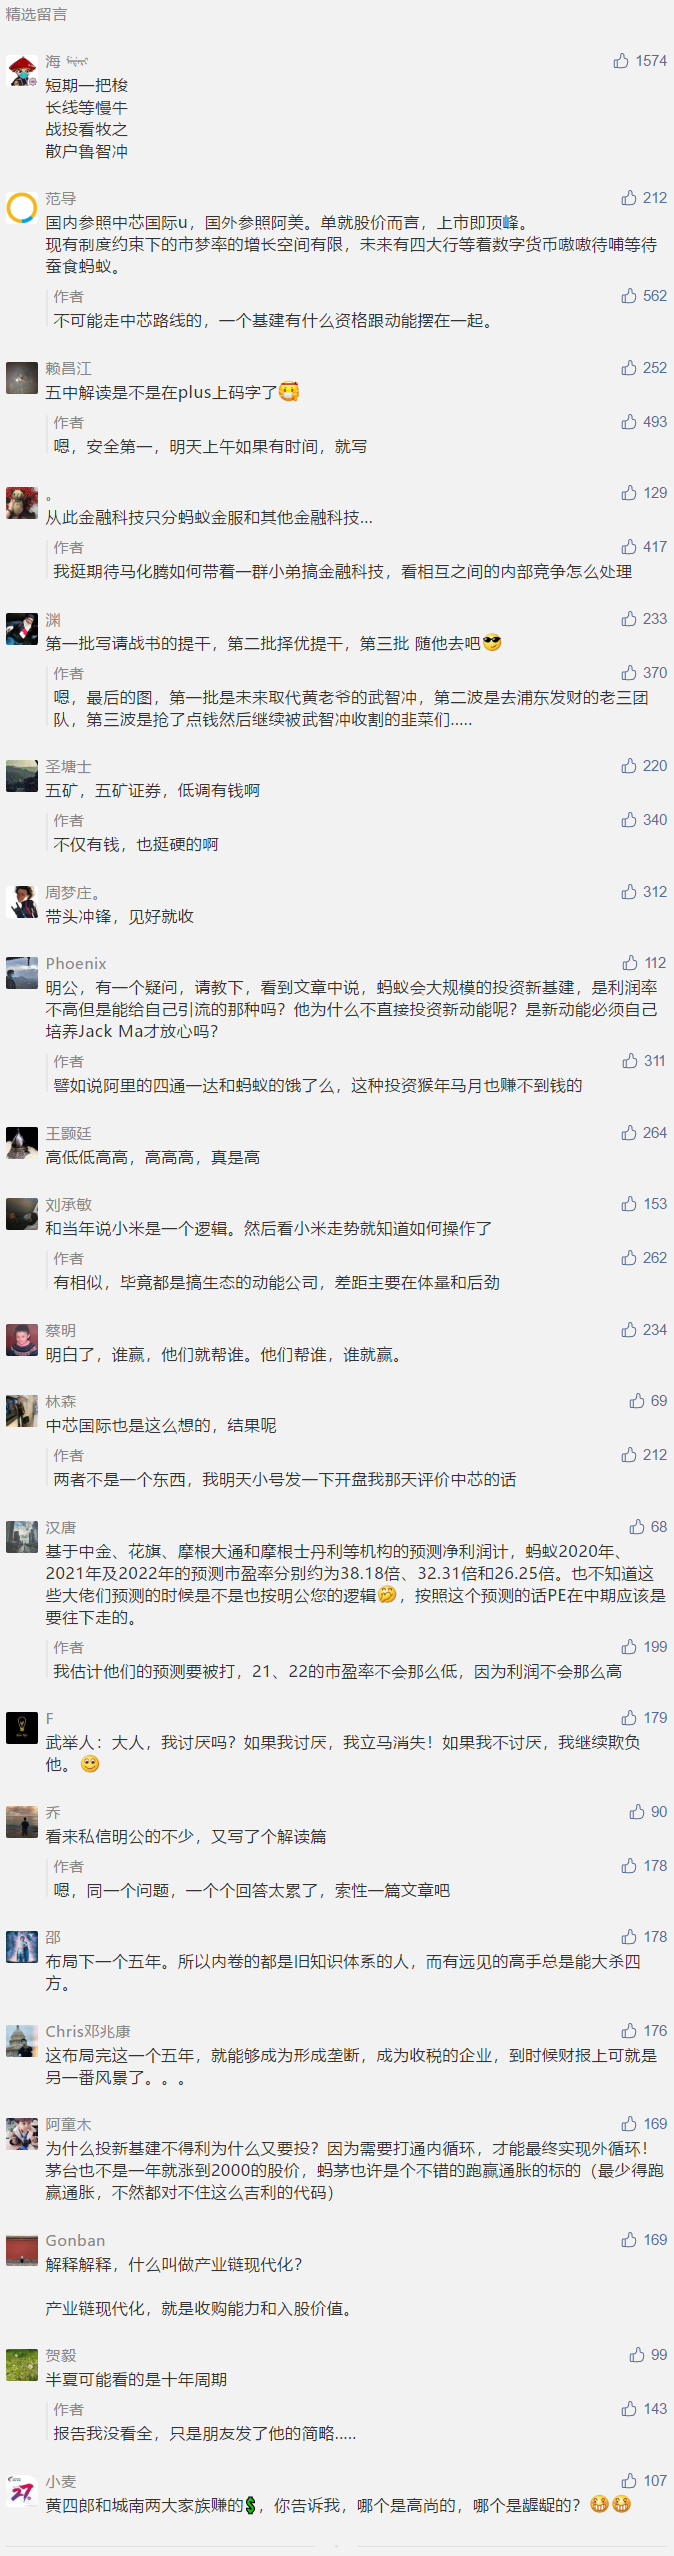 精选留言
海
1574
短期一把梭
长线等慢牛
战投看牧之
散户鲁智冲
范导
212
国内参照中芯国际u，国外参照阿美。单就股价而言，上市即顶峰。
现有制度约束下的市梦率的增长空间有限，未来有四大行等着数字货币嗷嗷待哺等待
蚕食蚂蚁。
作者
562
不可能走中芯路线的，一个基建有什么资格跟动能摆在一起。
赖昌江
252
五中解读是不是在plus上码字了
作者
493
嗯，安全第一，明天上午如果有时间，就写
。
129
从此金融科技只分蚂蚁金服和其他金融科技...
作者
417
我挺期待马化腾如何带着一群小弟搞金融科技，看相互之间的内部竞争怎么处理
渊
233
第一批写请战书的提干，第二批择优提干，第三批 随他去吧
作者
370
嗯，最后的图，第一批是未来取代黄老爷的武智冲，第二波是去浦东发财的老三团
队，第三波是抢了点钱然后继续被武智冲收割的韭菜们.....
圣塘士
220
五矿，五矿证券，低调有钱啊
作者
340
不仅有钱，也挺硬的啊
周梦庄。
312
带头冲锋，见好就收
Phoenix
112
明公，有一个疑问，请教下，看到文章中说，蚂蚁会大规模的投资新基建，是利润率
不高但是能给自己引流的那种吗？他为什么不直接投资新动能呢？是新动能必须自己
培养Jack Ma才放心吗？
作者
311
譬如说阿里的四通一达和蚂蚁的饿了么，这种投资猴年马月也赚不到钱的
王颢廷
264
高低低高高，高高高，真是高
刘承敏
153
和当年说小米是一个逻辑。然后看小米走势就知道如何操作了
作者
262
有相似，毕竟都是搞生态的动能公司，差距主要在体量和后劲
蔡明
234
明白了，谁赢，他们就帮谁。他们帮谁，谁就赢。
林森
69
中芯国际也是这么想的，结果呢
作者
212
两者不是一个东西，我明天小号发一下开盘我那天评价中芯的话
汉唐
68
基于中金、花旗、摩根大通和摩根士丹利等机构的预测净利润计，蚂蚁2020年、
2021年及2022年的预测市盈率分别约为38.18倍、32.31倍和26.25倍。也不知道这
些大佬们预测的时候是不是也按明公您的逻辑，按照这个预测的话PE在中期应该是
要往下走的。
作者
199
我估计他们的预测要被打，21、22的市盈率不会那么低，因为利润不会那么高
F
179
武举人：大人，我讨厌吗？如果我讨厌，我立马消失！如果我不讨厌，我继续欺负
他。
乔
90
看来私信明公的不少，又写了个解读篇
作者
178
嗯，同一个问题，一个个回答太累了，索性一篇文章吧
邵
178
布局下一个五年。所以内卷的都是旧知识体系的人，而有远见的高手总是能大杀四
方。
Chris邓兆康
176
这布局完这一个五年，就能够成为形成垄断，成为收税的企业，到时候财报上可就是
另一番风景了。。。
阿童木
169
为什么投新基建不得利为什么又要投？因为需要打通内循环，才能最终实现外循环！
茅台也不是一年就涨到2000的股价，蚂茅也许是个不错的跑赢通胀的标的（最少得跑
赢通胀，不然都对不住这么吉利的代码）
Gonban
169
解释解释，什么叫做产业链现代化？
产业链现代化，就是收购能力和入股价值。
贺毅
99
半夏可能看的是十年周期
作者
143
报告我没看全，只是朋友发了他的简略.....
小麦
107
黄四郎和城南两大家族赚的，你告诉我，哪个是高尚的，哪个是龌龊的？